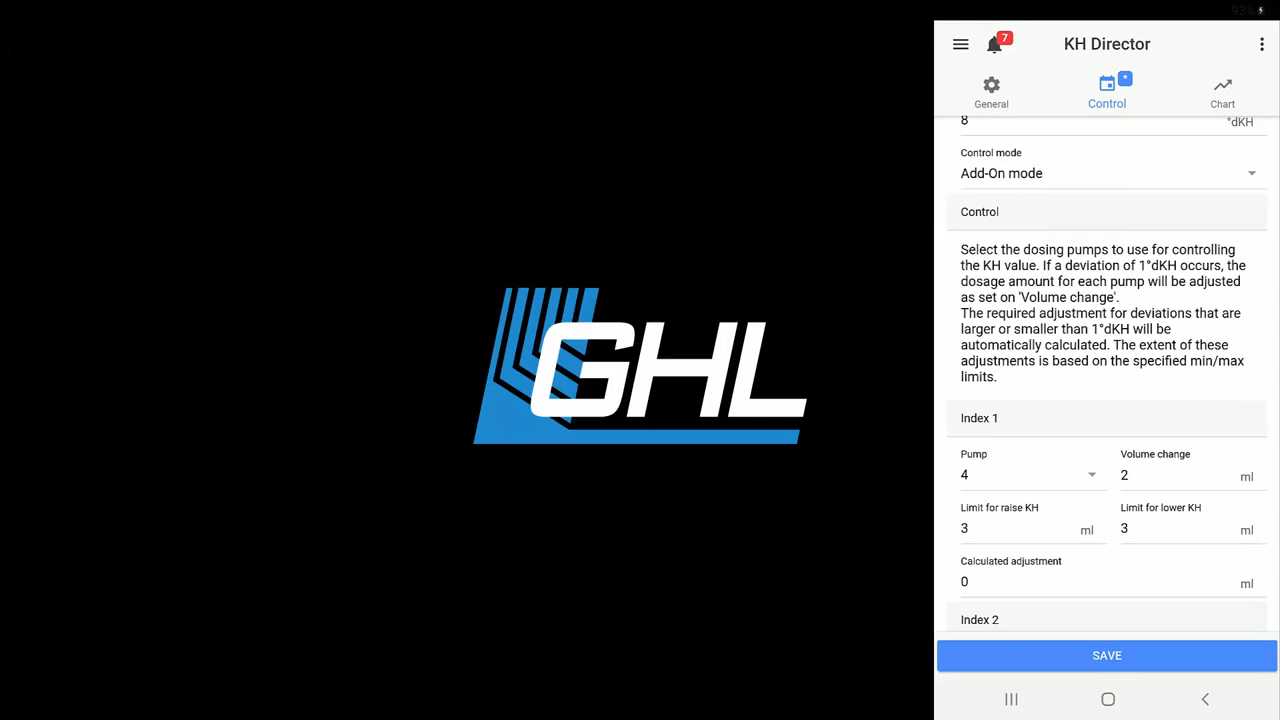 93%
7
KH Director
General
*
Control
Chart
8 °dKH
Control mode
Add-On mode
Control
Select the dosing pumps to use for controlling
the KH value. If a deviation of 1°dKH occurs, the
dosage amount for each pump will be adjusted
as set on 'Volume change'.
The required adjustment for deviations that are
larger or smaller than 1°dKH will be
automatically calculated. The extent of these
adjustments is based on the specified min/max
limits.
Index 1
Pump
Volume change
4
2 ml
Limit for raise KH
Limit for lower KH
3 ml
3 ml
Calculated adjustment
0 ml
Index 2
SAVE
GHL